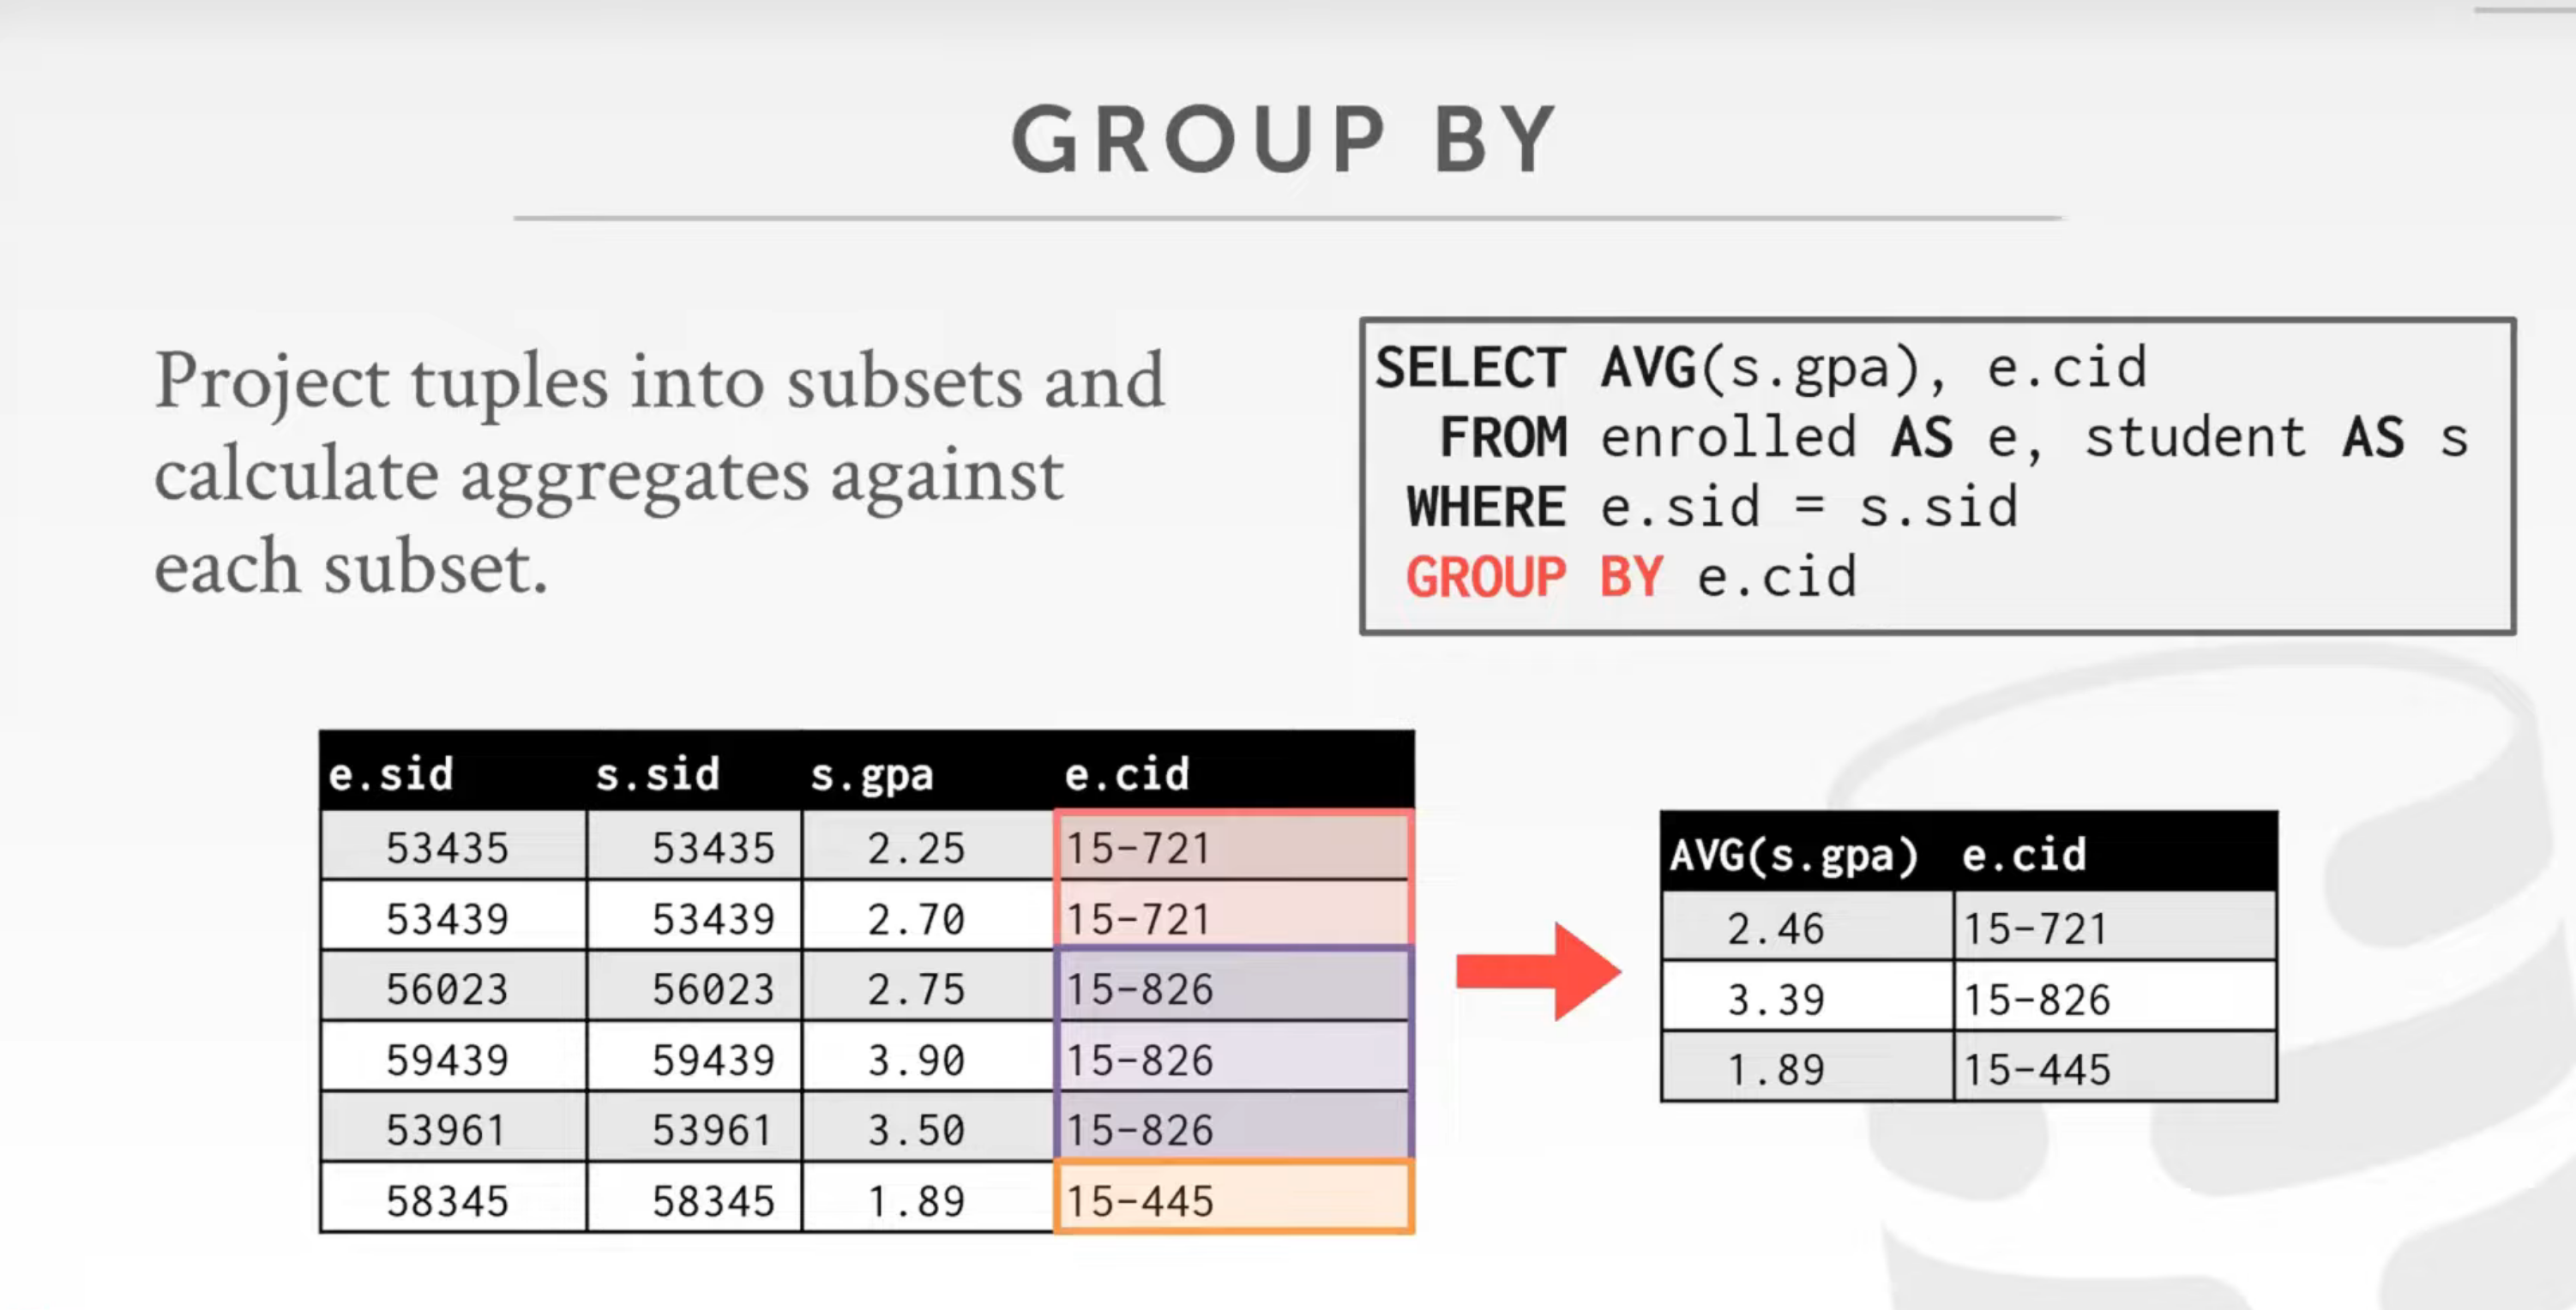 GROUP BY
Project tuples into subsets and
calculate aggregates against
each subset.
SELECT AVG(s.gpa), e.cid
FROM enrolled AS e, student AS s
WHERE e.sid = s.sid
GROUP BY e.cid
e.sid s.sid s.gpa e.cid
53435 53435 2.25 15-721
53439 53439 2.70 15-721
56023 56023 2.75 15-826
59439 59439 3.90 15-826
53961 53961 3.50 15-826
58345 58345 1.89 15-445
AVG(s.gpa) e.cid
2.46 15-721
3.39 15-826
1.89 15-445